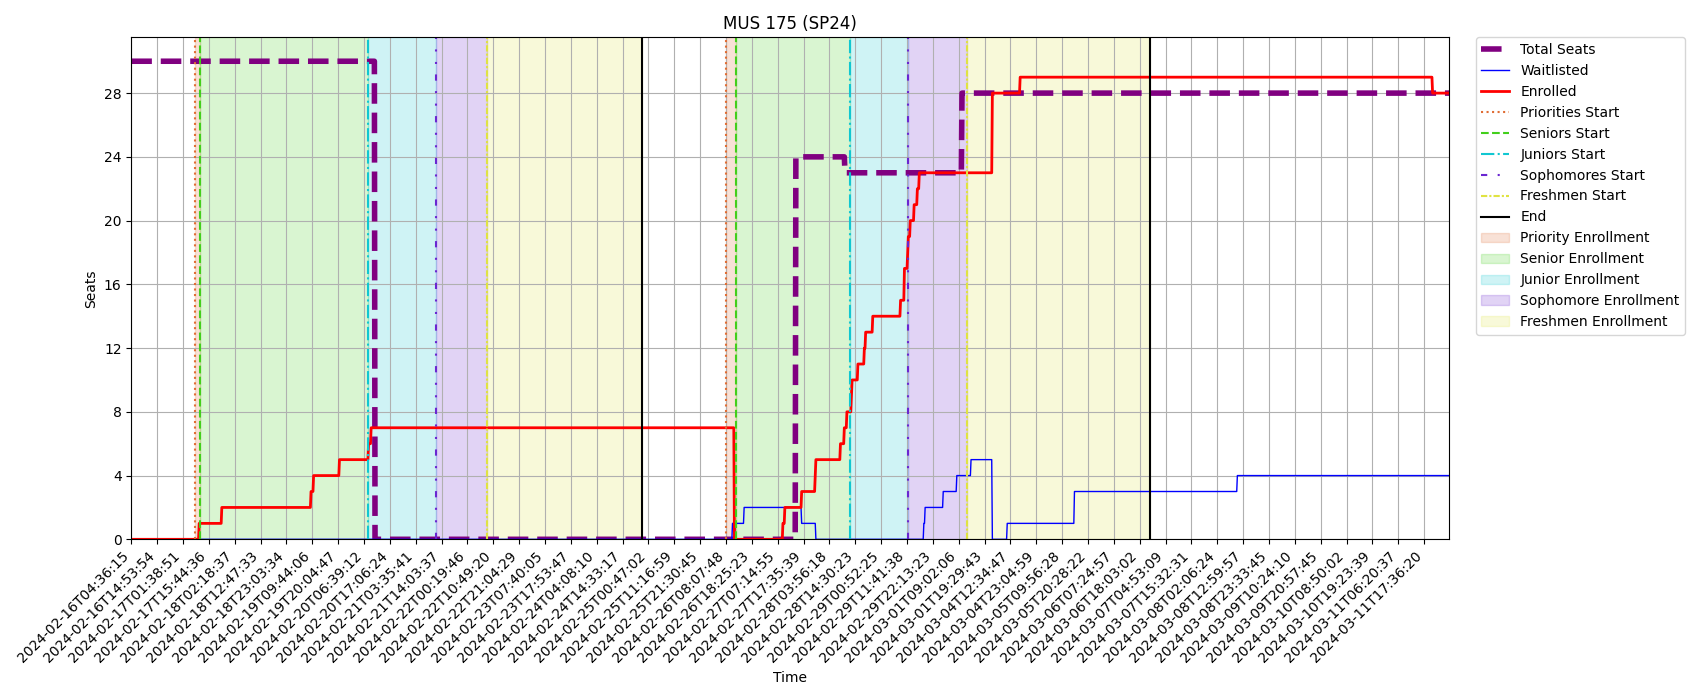 MUS 175 (SP24)
Total Seats
Waitlisted
Enrolled
Priorities Start
Seniors Start
Juniors Start
Sophomores Start
Freshmen Start
End
Priority Enrollment
Senior Enrollment
Junior Enrollment
Sophomore Enrollment
Freshmen Enrollment
Seats
28
24
20
16
12
8
4
0
2024-02-16T04:36:15
2024-02-16T14:53:54
2024-02-17T01:38:51
2024-02-17T15:44:36
2024-02-18T02:18:37
2024-02-18T12:47:33
2024-02-18T23:03:34
2024-02-19T09:44:06
2024-02-19T20:04:47
2024-02-20T06:39:12
2024-02-20T17:06:24
2024-02-21T03:35:41
2024-02-21T14:03:37
2024-02-22T00:19:46
2024-02-22T10:49:20
2024-02-22T21:04:29
2024-02-23T07:40:05
2024-02-23T17:53:47
2024-02-24T04:08:10
2024-02-24T14:33:17
2024-02-25T00:47:02
2024-02-25T11:16:59
2024-02-25T21:30:45
2024-02-26T08:07:48
2024-02-26T18:25:23
2024-02-27T07:14:55
2024-02-27T17:35:39
2024-02-28T03:56:18
2024-02-28T14:30:23
2024-02-29T00:52:25
2024-02-29T11:41:38
2024-02-29T22:13:23
2024-03-01T09:02:06
2024-03-01T19:29:43
2024-03-04T12:34:47
2024-03-04T23:04:59
2024-03-05T09:56:28
2024-03-05T20:28:22
2024-03-06T07:24:57
2024-03-06T18:03:02
2024-03-07T04:53:09
2024-03-07T15:32:31
2024-03-08T02:06:24
2024-03-08T12:59:57
2024-03-08T23:33:45
2024-03-09T10:24:10
2024-03-09T20:57:45
2024-03-10T08:50:02
2024-03-10T19:23:39
2024-03-11T06:20:37
2024-03-11T17:36:20
Time